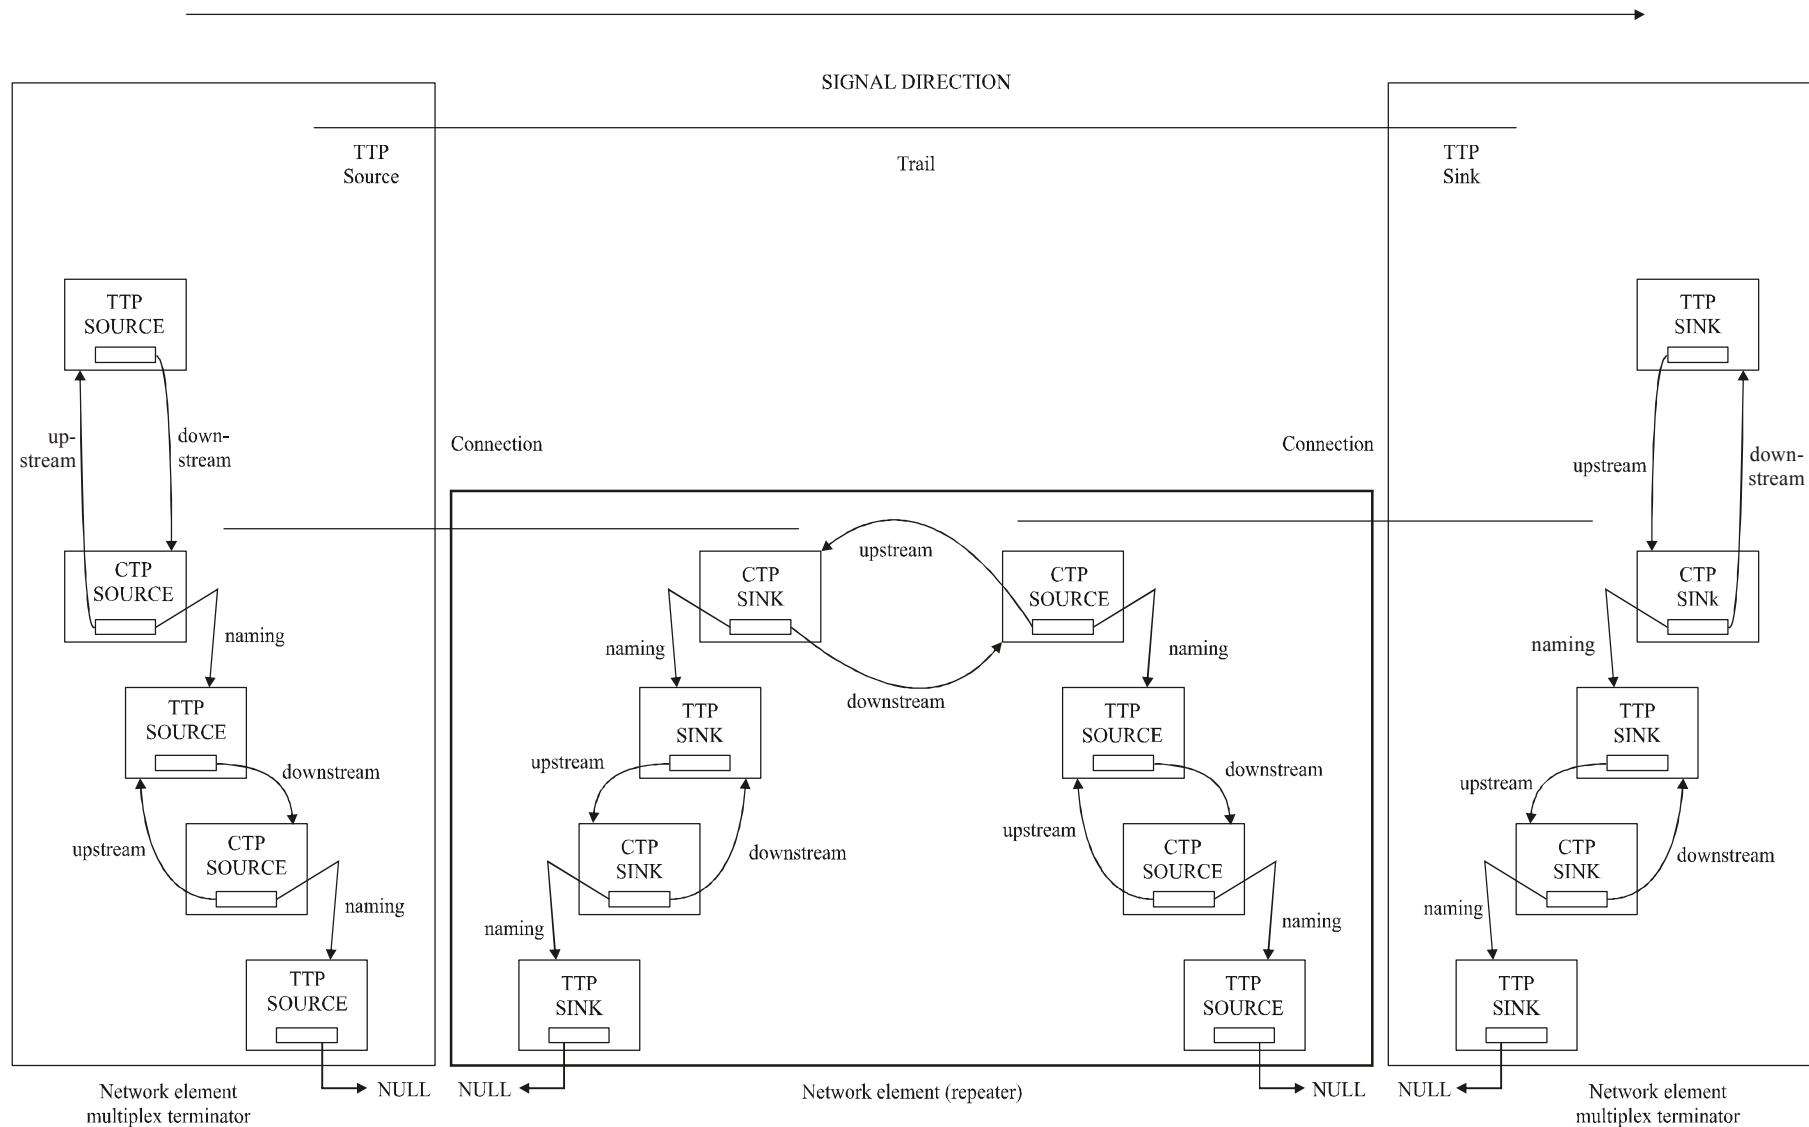 SIGNAL DIRECTION
TTP
Source
Trail
TTP
Sink
TTP
SOURCE
TTP
SINK
up-
stream
down-
stream
Connection
Connection
upstream
down-
stream
CTP
SOURCE
naming
CTP
SINK
upstream
CTP
SOURCE
naming
naming
downstream
CTP
SINk
naming
TTP
SOURCE
downstream
upstream
TTP
SINK
upstream
TTP
SOURCE
downstream
upstream
TTP
SINK
upstream
CTP
SOURCE
naming
CTP
SINK
downstream
naming
CTP
SOURCE
naming
CTP
SINK
downstream
naming
TTP
SOURCE
TTP
SINK
TTP
SOURCE
TTP
SINK
NULL
NULL
NULL
NULL
Network element
multiplex terminator
Network element (repeater)
Network element
multiplex terminator